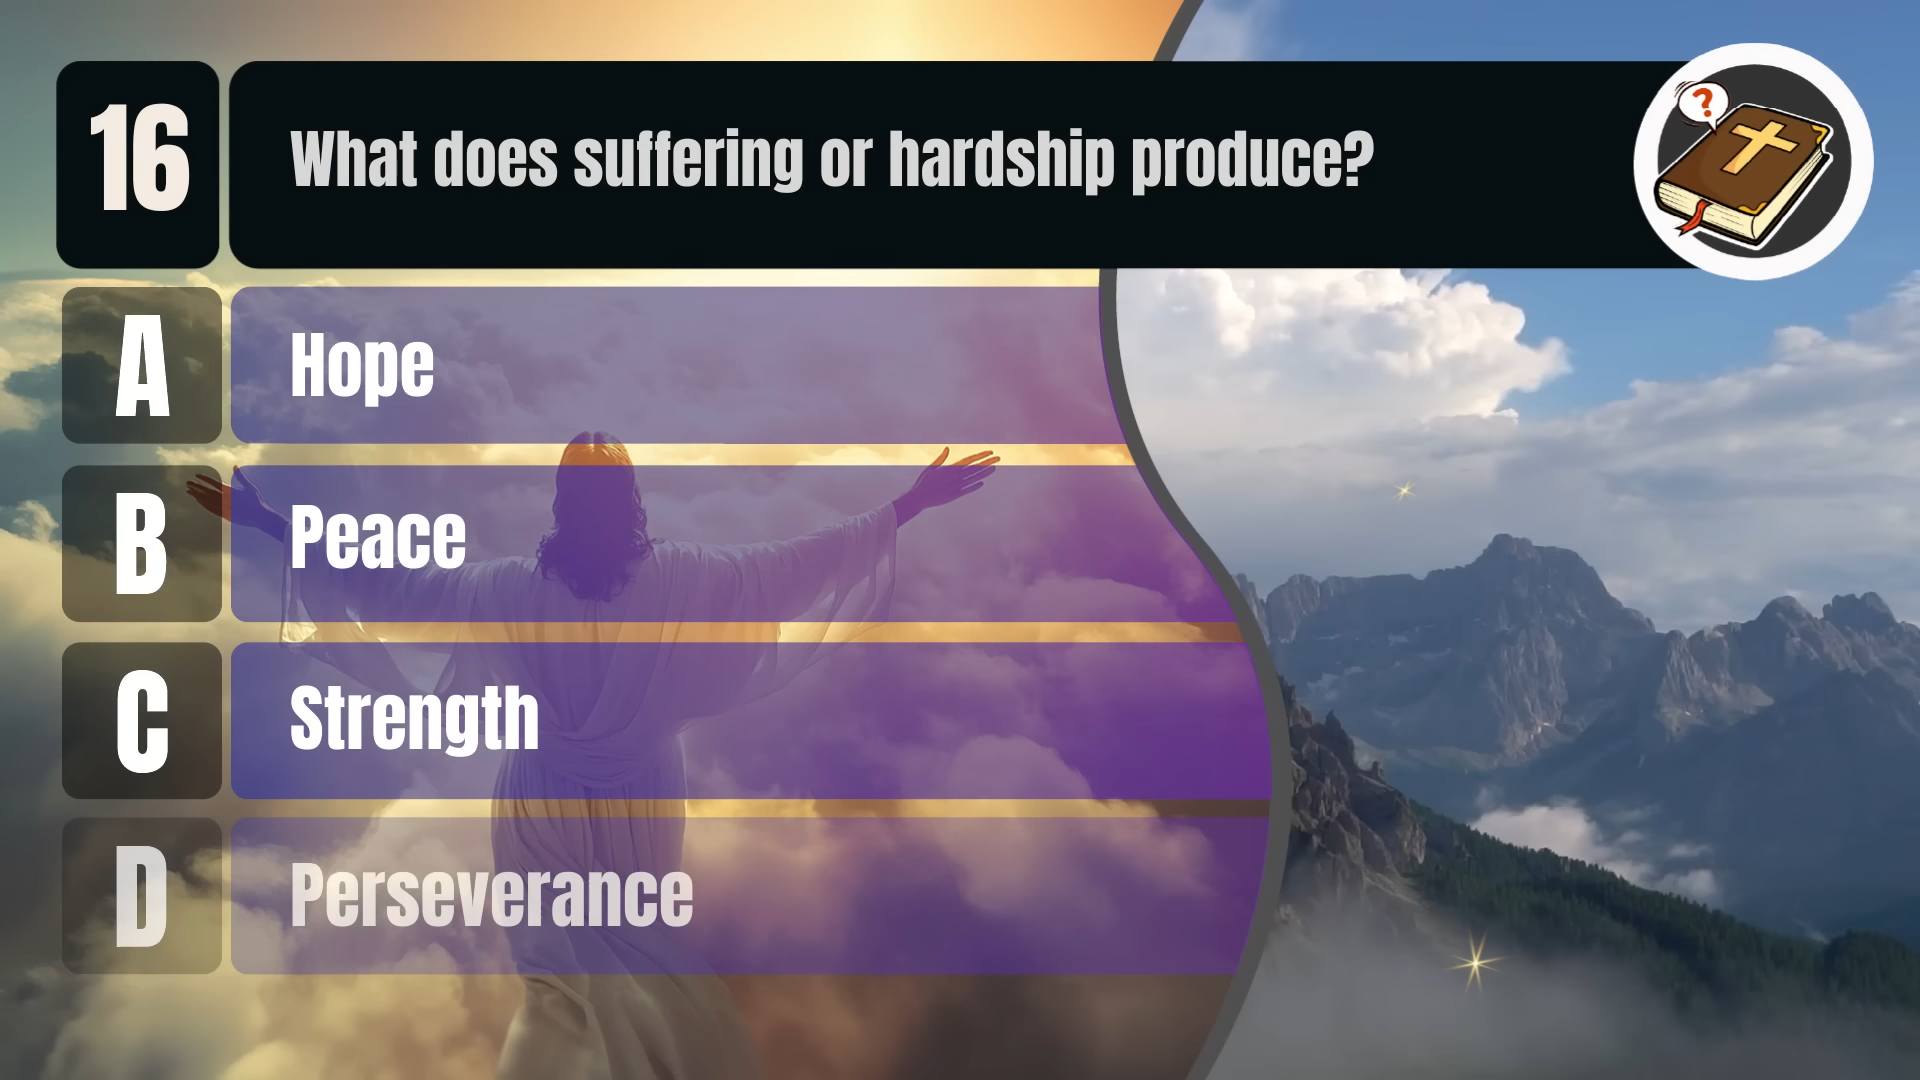 16
What does suffering or hardship produce?
?
A
Hope
B
Peace
C
Strength
D
Perseverance